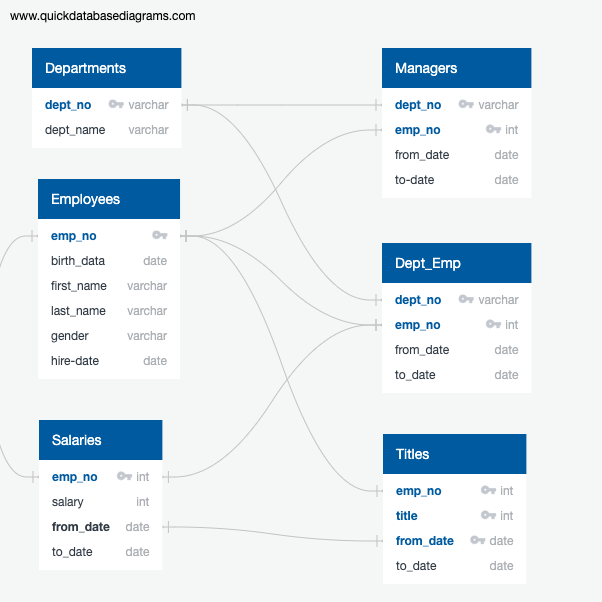 www.quickdatabasediagrams.com
Departments
dept_no varchar
dept_name varchar
Managers
dept_no varchar
emp_no int
from_date date
to-date date
Employees
emp_no
birth_data date
first_name varchar
last_name varchar
gender varchar
hire-date date
Dept_Emp
dept_no varchar
emp_no int
from_date date
to_date date
Salaries
emp_no int
salary int
from_date date
to_date date
Titles
emp_no int
title int
from_date date
to_date date